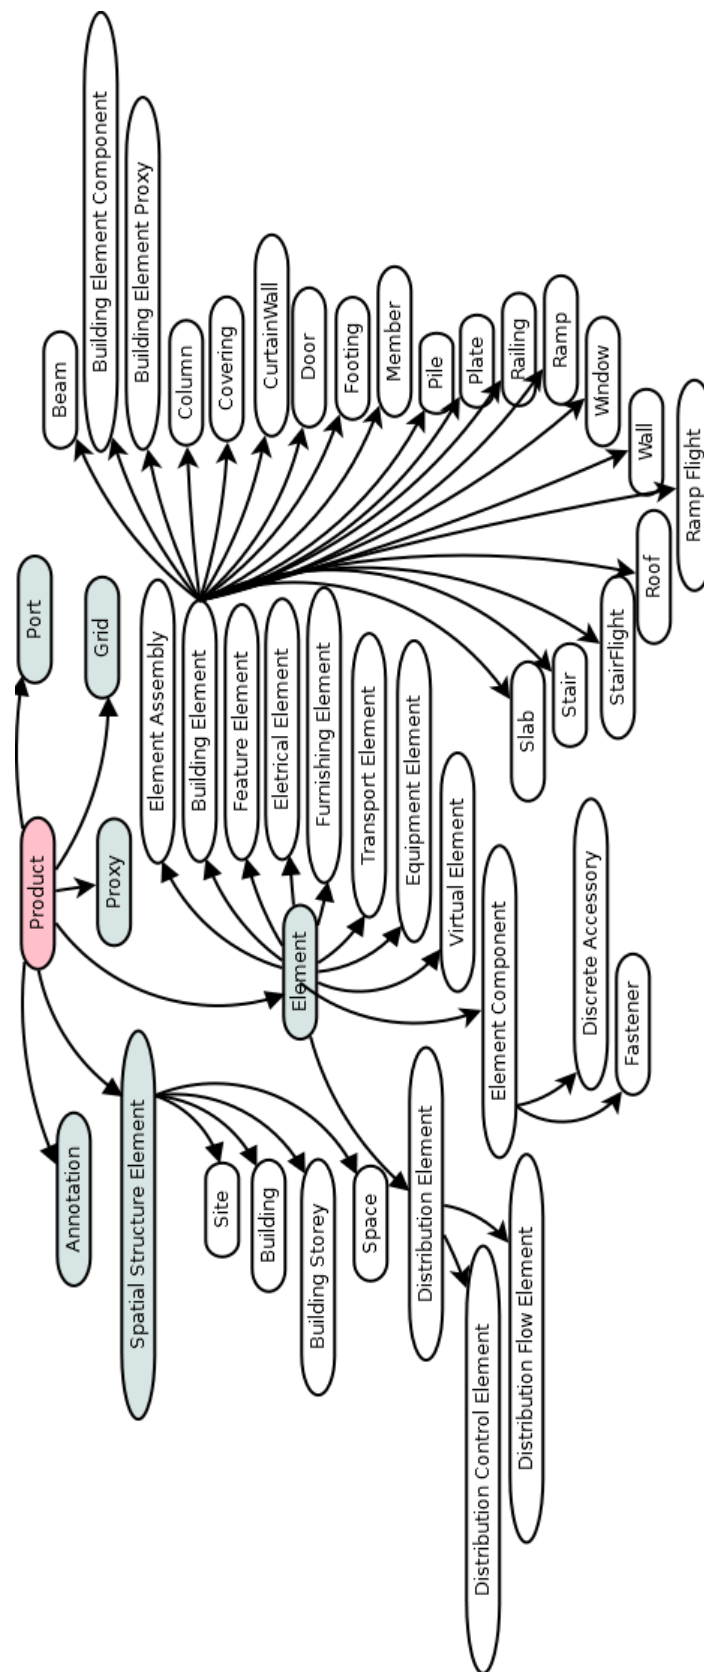 Product
Port
Grid
Proxy
Element
Spatial Structure Element
Annotation
Element Assembly
Building Element
Feature Element
Eletrical Element
Furnishing Element
Transport Element
Equipment Element
Virtual Element
Element Component
Distribution Element
Beam
Building Element Component
Building Element Proxy
Column
Covering
CurtainWall
Door
Footing
Member
Pile
Plate
Railing
Ramp
Window
Wall
Ramp Flight
Roof
StairFlight
Stair
Slab
Discrete Accessory
Fastener
Site
Building
Building Storey
Space
Distribution Control Element
Distribution Flow Element